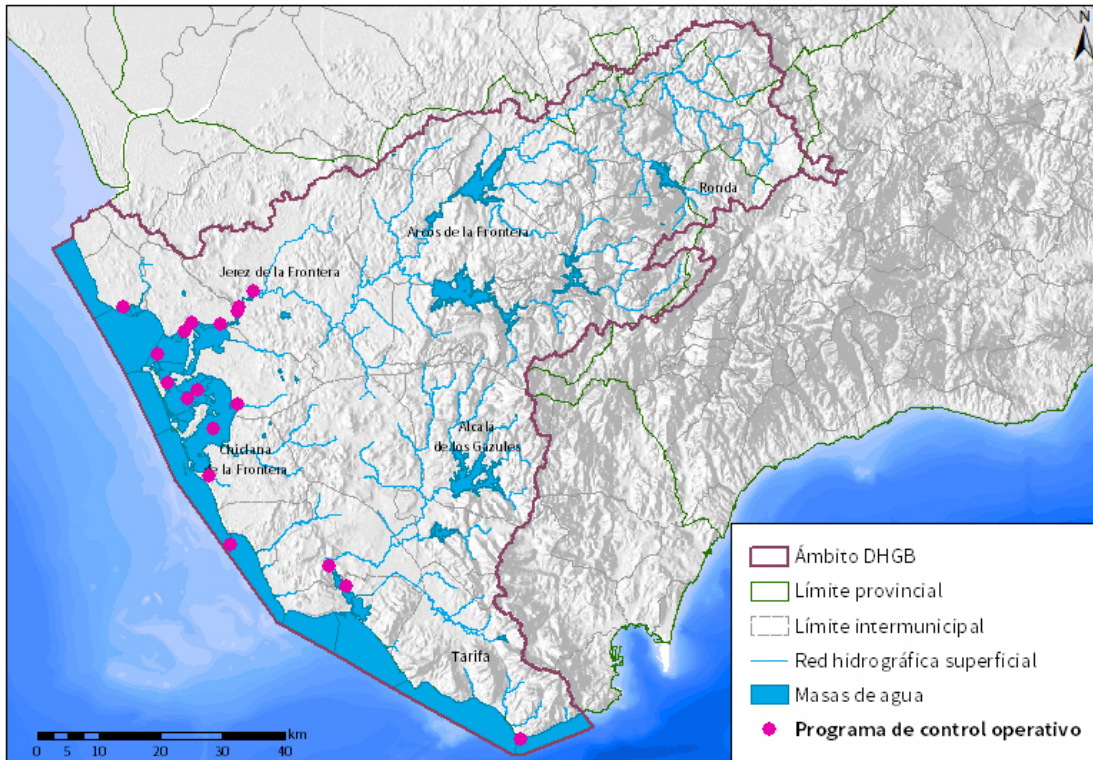 N
Ronda
Arcos de la Frontera
Jerez de la Frontera
Alcala
de los Gazules
Chiclana
de la Frontera
Tarifa
Ámbito DHGB
Límite provincial
Límite intermunicipal
Red hidrográfica superficial
Masas de agua
Programa de control operativo
km
0 5 10 20 30 40